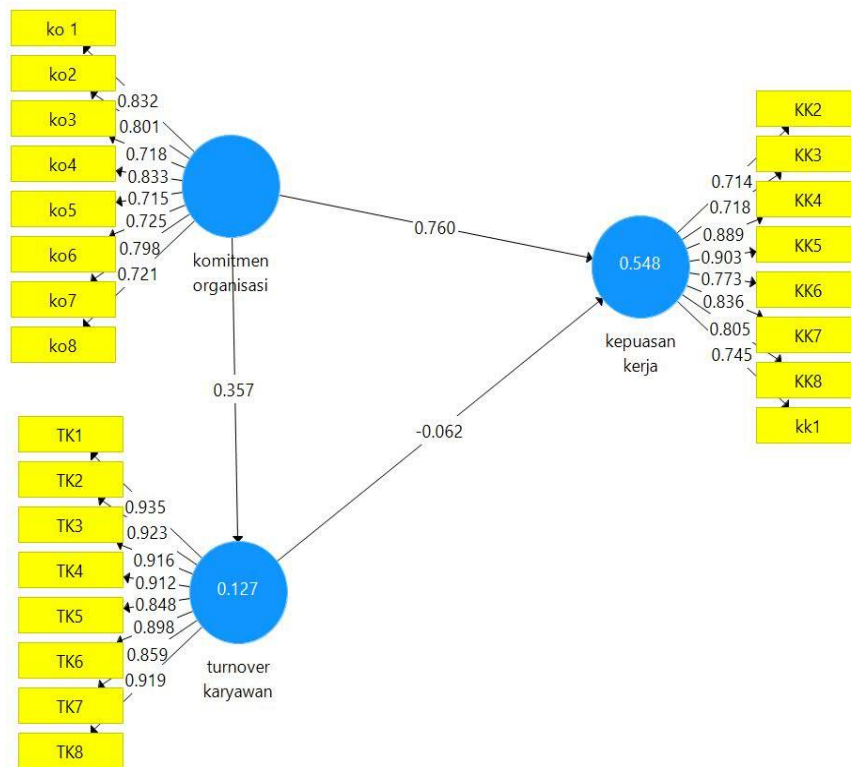 ko 1
ko2
ko3
ko4
ko5
ko6
ko7
ko8
0.832
0.801
0.718
0.833
0.715
0.725
0.798
0.721
komitmen
organisasi
0.760
0.357
-0.062
0.548
kepuasan
kerja
0.714
0.718
0.889
0.903
0.773
0.836
0.805
0.745
KK2
KK3
KK4
KK5
KK6
KK7
KK8
kk1
TK1
TK2
TK3
TK4
TK5
TK6
TK7
TK8
0.935
0.923
0.916
0.912
0.848
0.898
0.859
0.919
0.127
turnover
karyawan